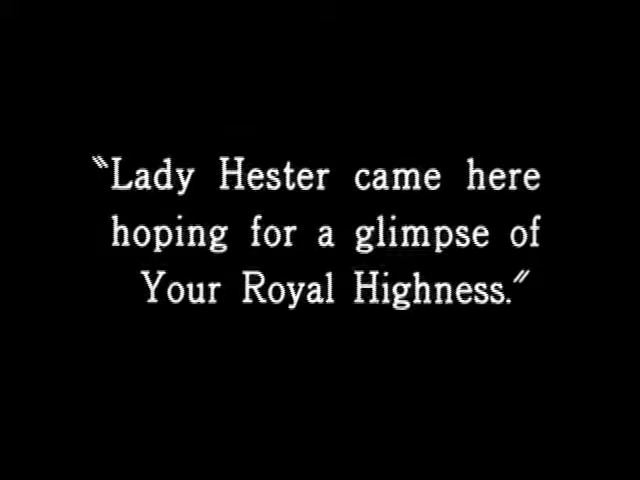 "Lady Hester came here
hoping for a glimpse of
Your Royal Highness."